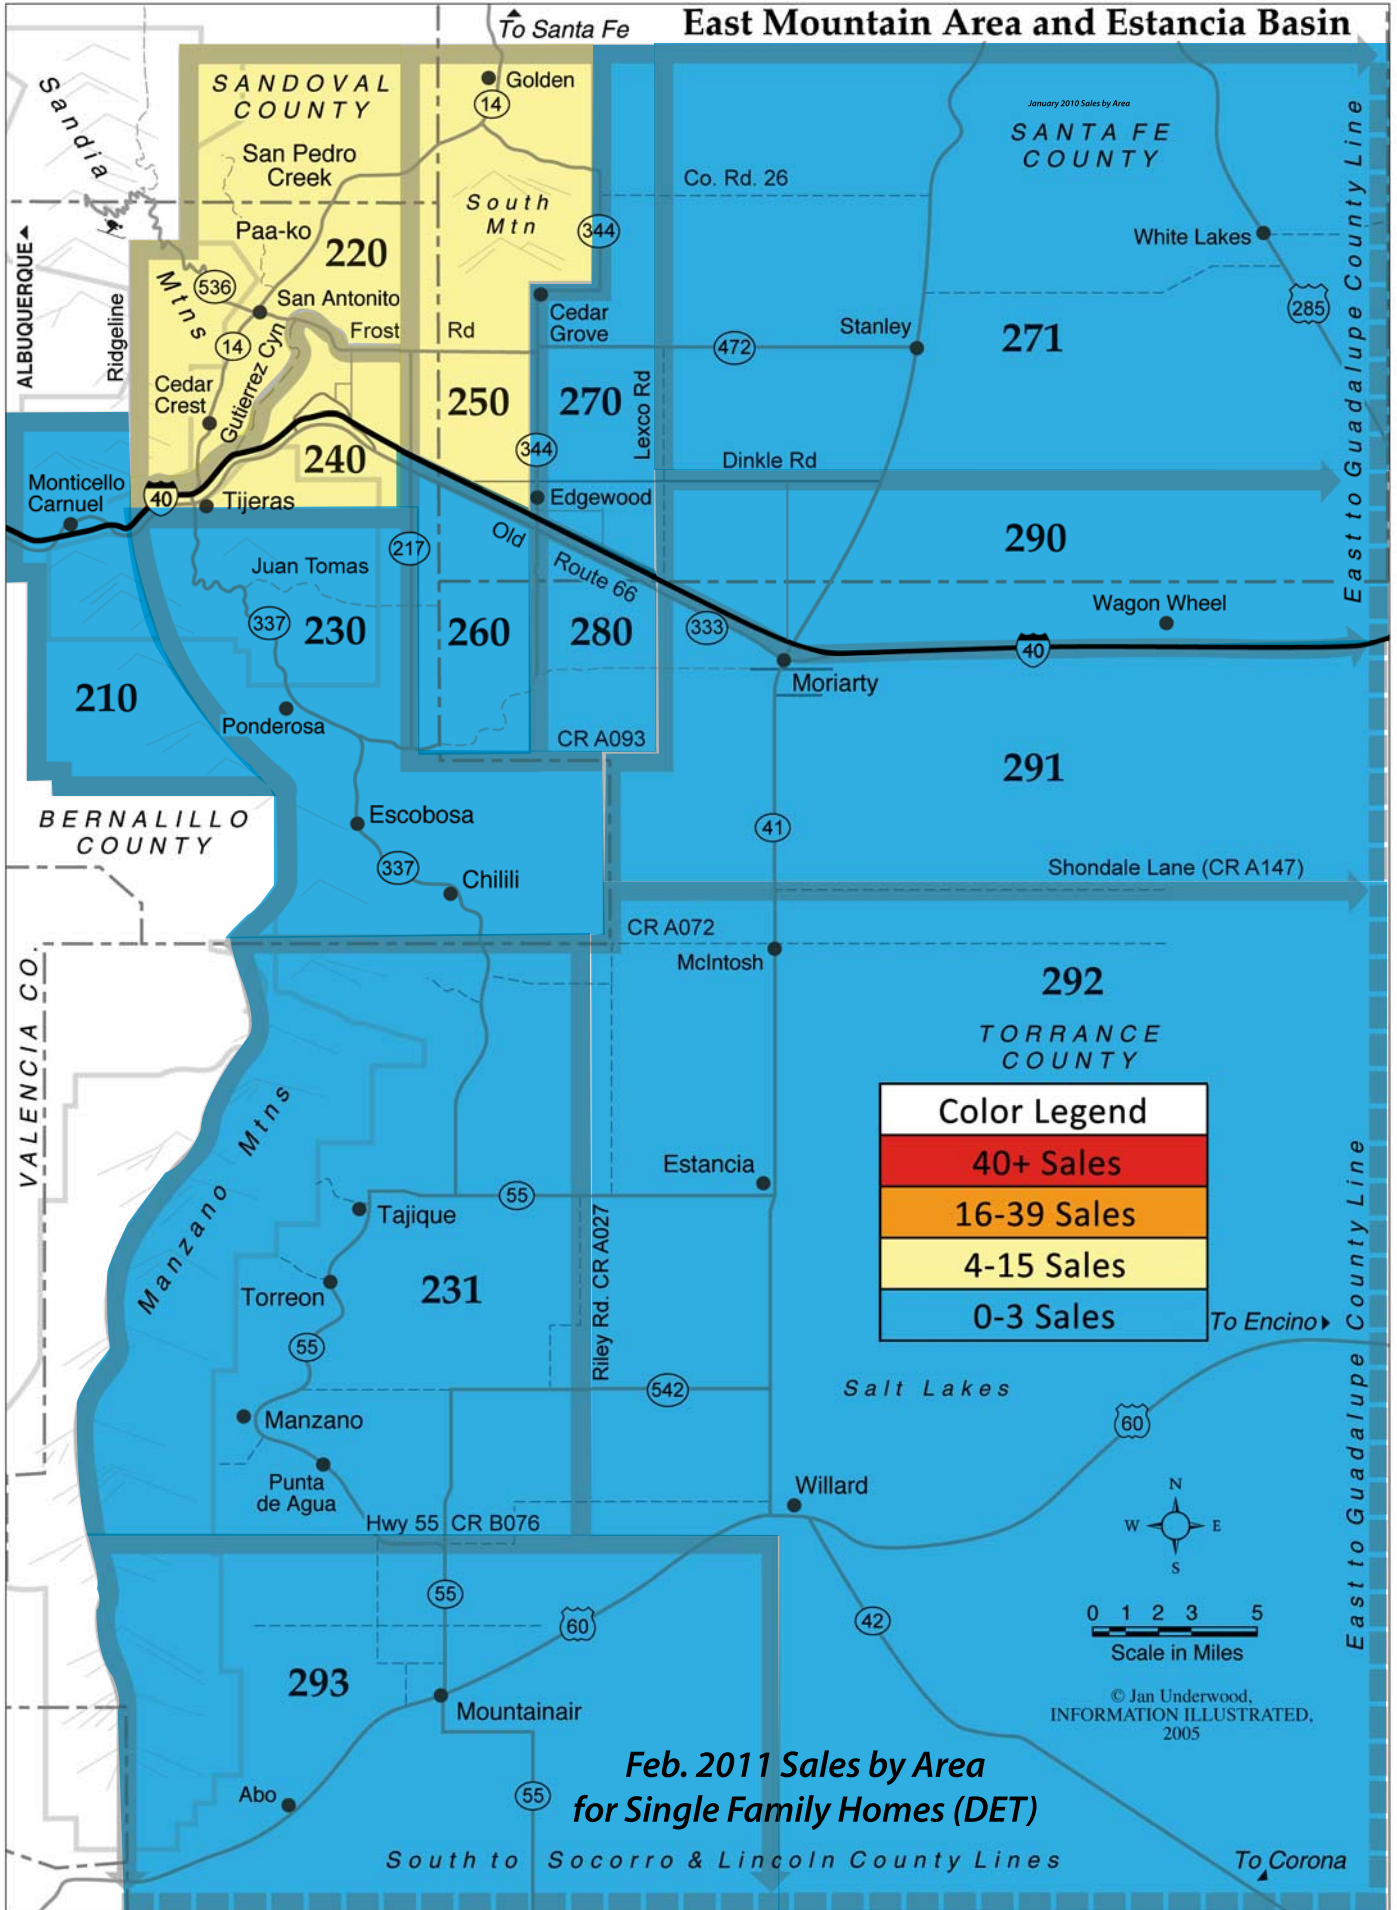 East Mountain Area and Estancia Basin
To Santa Fe
January 2010 Sales by Area
SANDOVAL
COUNTY
Golden
14
Sandia
Mtns
San Pedro
Creek
South
Mtn
SANTA FE
COUNTY
Co. Rd. 26
344
White Lakes
East to Guadalupe County Line
Paa-ko
220
ALBUQUERQUE
Ridgeline
536
San Antonito
Cedar
Grove
285
14
Frost
Rd
472
Stanley
271
Gutierrez Cyn
Cedar
Crest
250
270
Lexco Rd
240
344
Dinkle Rd
Monticello
Carnuel
40
Tijeras
Edgewood
Old
Route 66
217
290
Juan Tomas
337
230
260
280
333
Wagon Wheel
40
Moriarty
210
Ponderosa
CR A093
291
BERNALILLO
COUNTY
Escobosa
41
337
Chilili
Shondale Lane (CR A147)
CR A072
McIntosh
VALENCIA CO.
292
TORRANCE
COUNTY
Manzano Mtns
Color Legend
40+ Sales
16-39 Sales
4-15 Sales
0-3 Sales
Estancia
55
Tajique
Riley Rd. CR A027
231
Torreon
To Encino
East to Guadalupe County Line
55
542
Salt Lakes
60
Manzano
Punta
de Agua
Willard
Hwy 55
CR B076
N
W
E
S
55
60
42
0 1 2 3 5
Scale in Miles
293
Mountainair
© Jan Underwood,
INFORMATION ILLUSTRATED,
2005
Feb. 2011 Sales by Area
for Single Family Homes (DET)
Abo
55
South to Socorro & Lincoln County Lines
To Corona